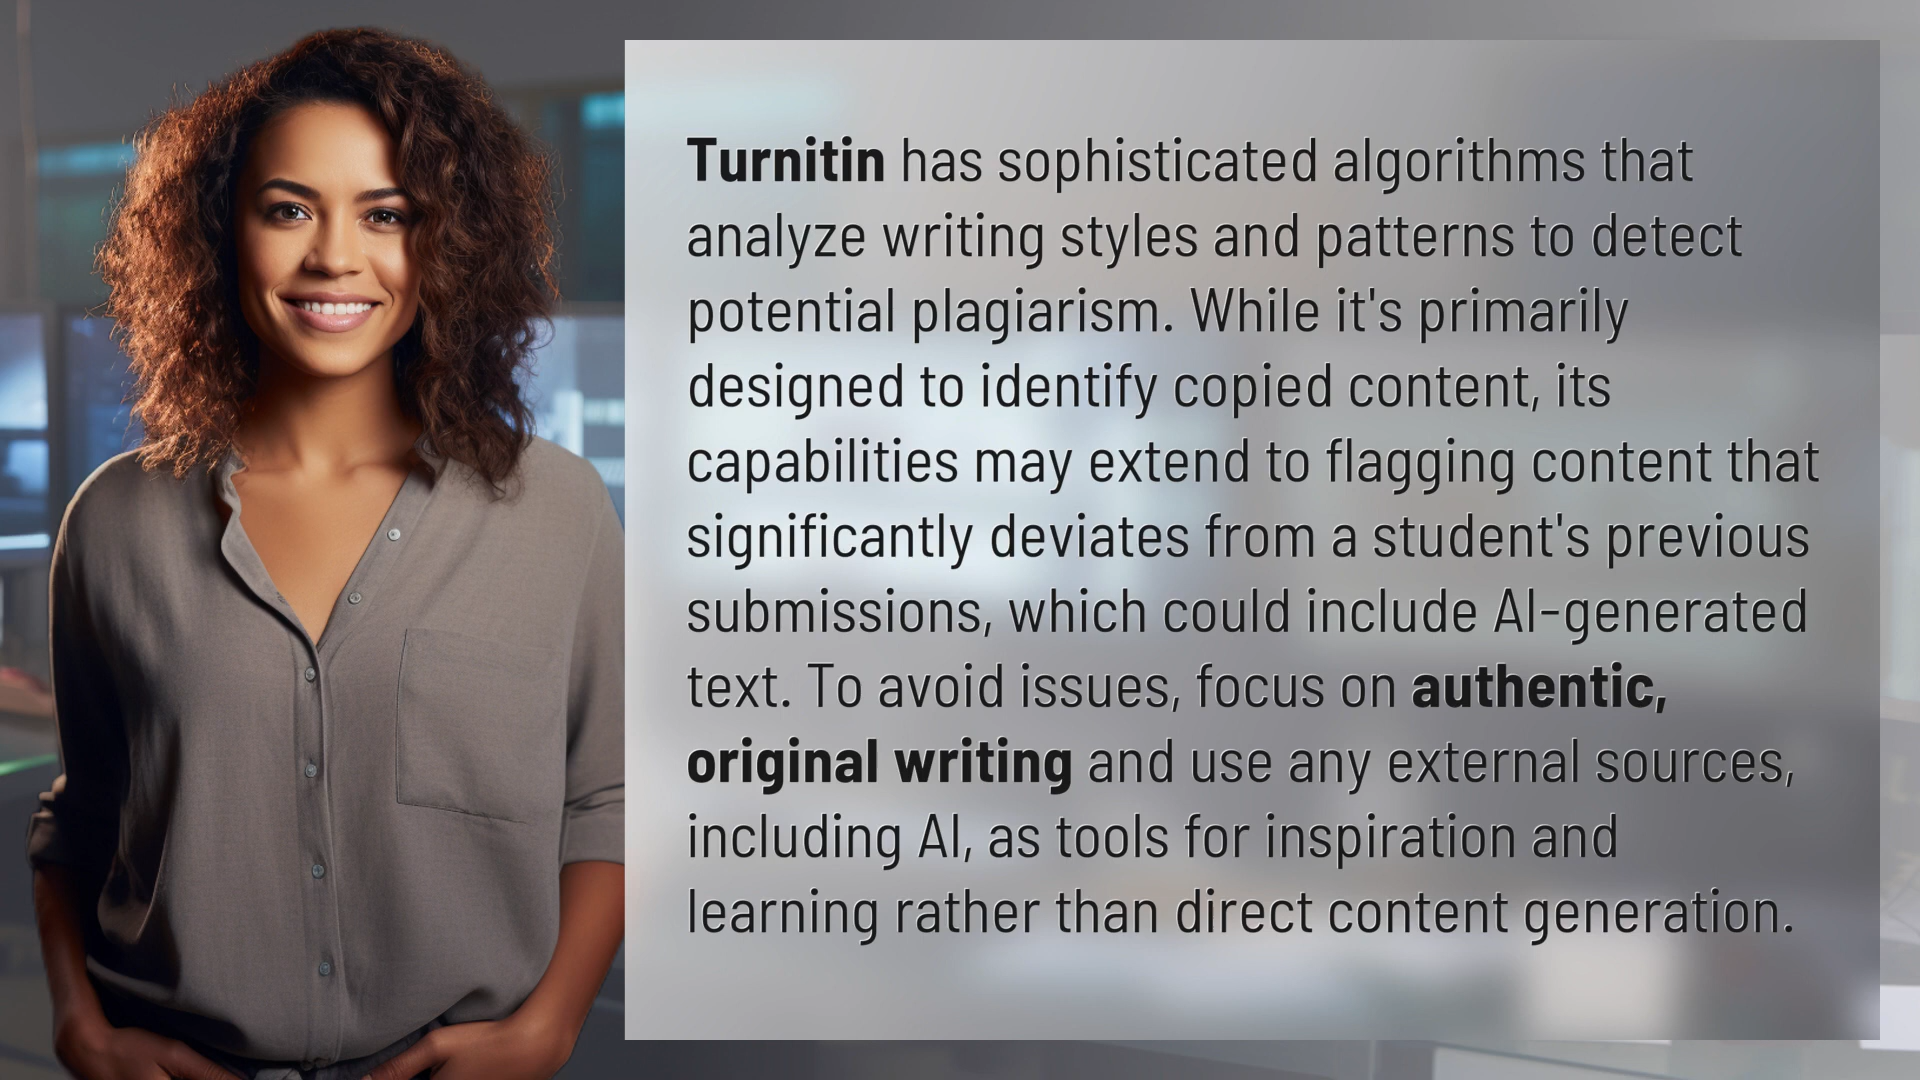 Turnitin has sophisticated algorithms that
analyze writing styles and patterns to detect
potential plagiarism. While it's primarily
designed to identify copied content, its
capabilities may extend to flagging content that
significantly deviates from a student's previous
submissions, which could include AI-generated
text. To avoid issues, focus on authentic,
original writing and use any external sources,
including AI, as tools for inspiration and
learning rather than direct content generation.